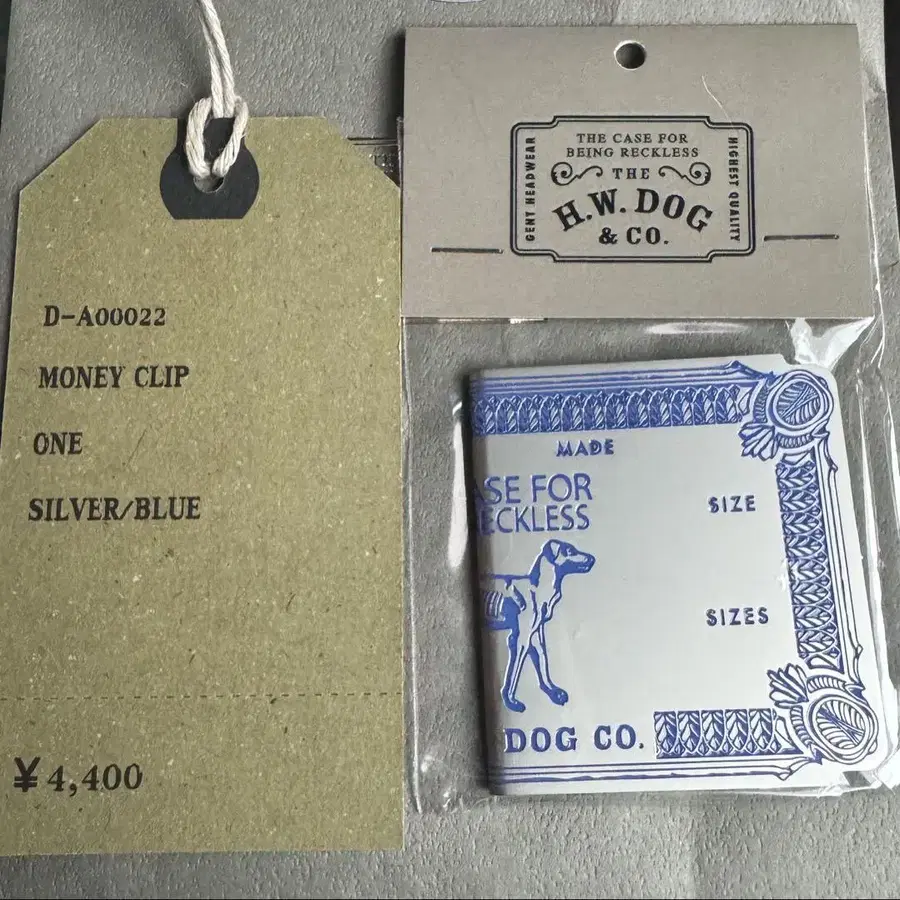 D-A00022
MONEY CLIP
ONE
SILVER/BLUE
¥4,400
THE CASE FOR
BEING RECKLESS
THE
H.W. DOG
& CO.
GENT HEADWEAR
HIGHEST QUALITY
MADE
ASE FOR
ECKLESS
SIZE
SIZES
DOG CO.